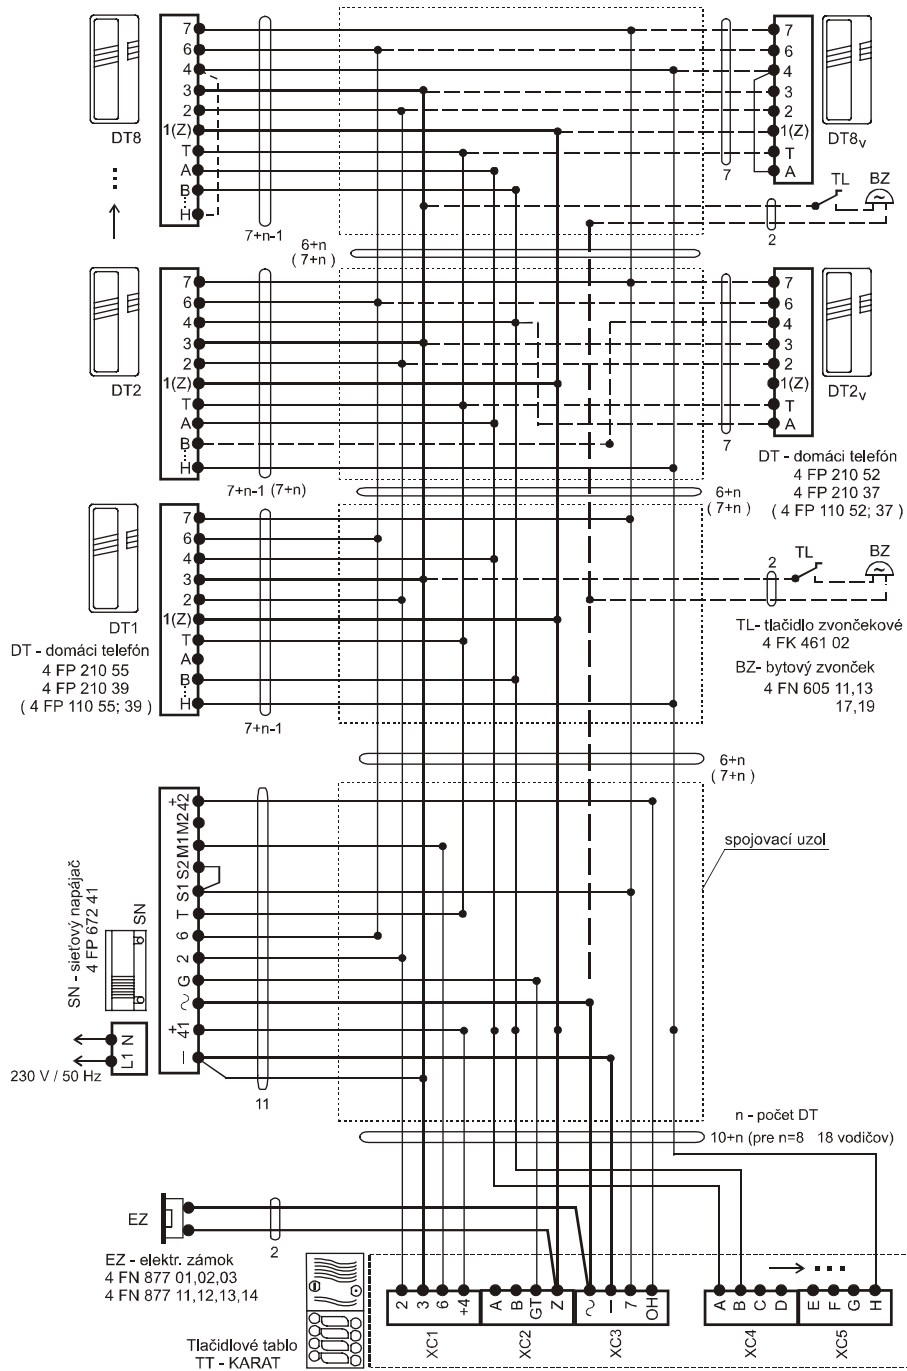 7
6
4
3
2
1(Z)
T
A
B
H
DT8
7+n-1
6+n
( 7+n )
7
6
4
3
2
1(Z)
T
A
DT8v
7
TL
BZ
2
7
6
4
3
2
1(Z)
T
A
B
H
DT2
7+n-1 (7+n)
7
6
4
3
2
1(Z)
T
A
DT2v
7
DT - domáci telefón
4 FP 210 52
4 FP 210 37
( 4 FP 110 52; 37 )
6+n
( 7+n )
7
6
4
3
2
1(Z)
T
A
B
H
DT1
DT - domáci telefón
4 FP 210 55
4 FP 210 39
( 4 FP 110 55; 39 )
7+n-1
2
TL
BZ
TL- tlačidlo zvončekové
4 FK 461 02
BZ- bytový zvonček
4 FN 605 11,13
17,19
6+n
( 7+n )
+
42
M2
M1
S2
S1
T
6
2
G
~
+
41
–
SN - sieťový napájač
4 FP 672 41
SN
L1 N
230 V / 50 Hz
11
spojovací uzol
n - počet DT
10+n (pre n=8 18 vodičov)
EZ
2
EZ - elektr. zámok
4 FN 877 01,02,03
4 FN 877 11,12,13,14
Tlačidlové tablo
TT - KARAT
2
3
6
+4
XC1
A
B
GT
Z
XC2
~
–
7
OH
XC3
A
B
C
D
XC4
E
F
G
H
XC5